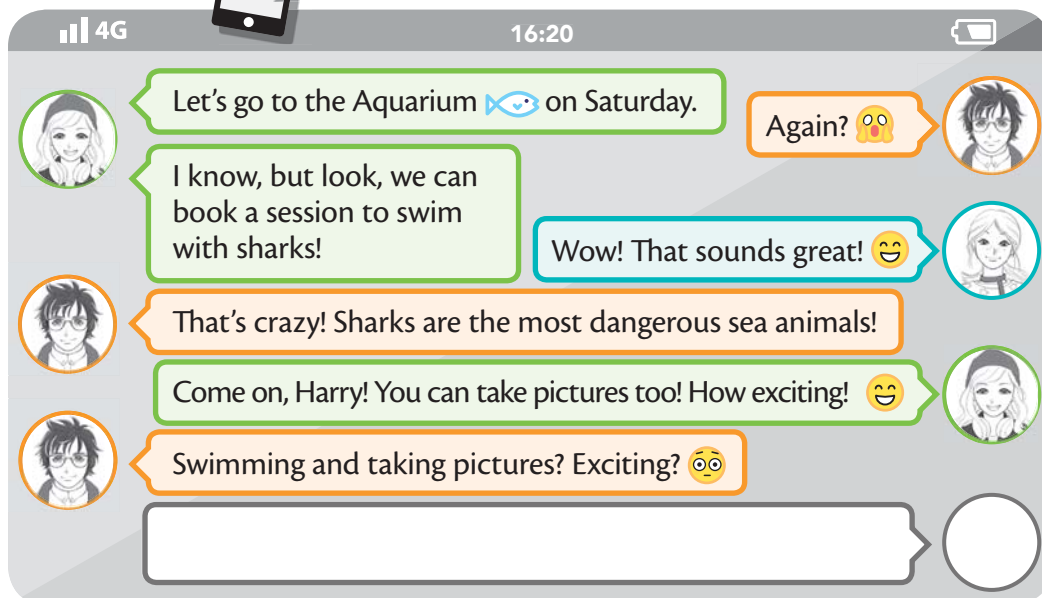 4G
16:20
Let's go to the Aquarium on Saturday.
Again?
I know, but look, we can
book a session to swim
with sharks!
Wow! That sounds great!
That's crazy! Sharks are the most dangerous sea animals!
Come on, Harry! You can take pictures too! How exciting!
Swimming and taking pictures? Exciting?